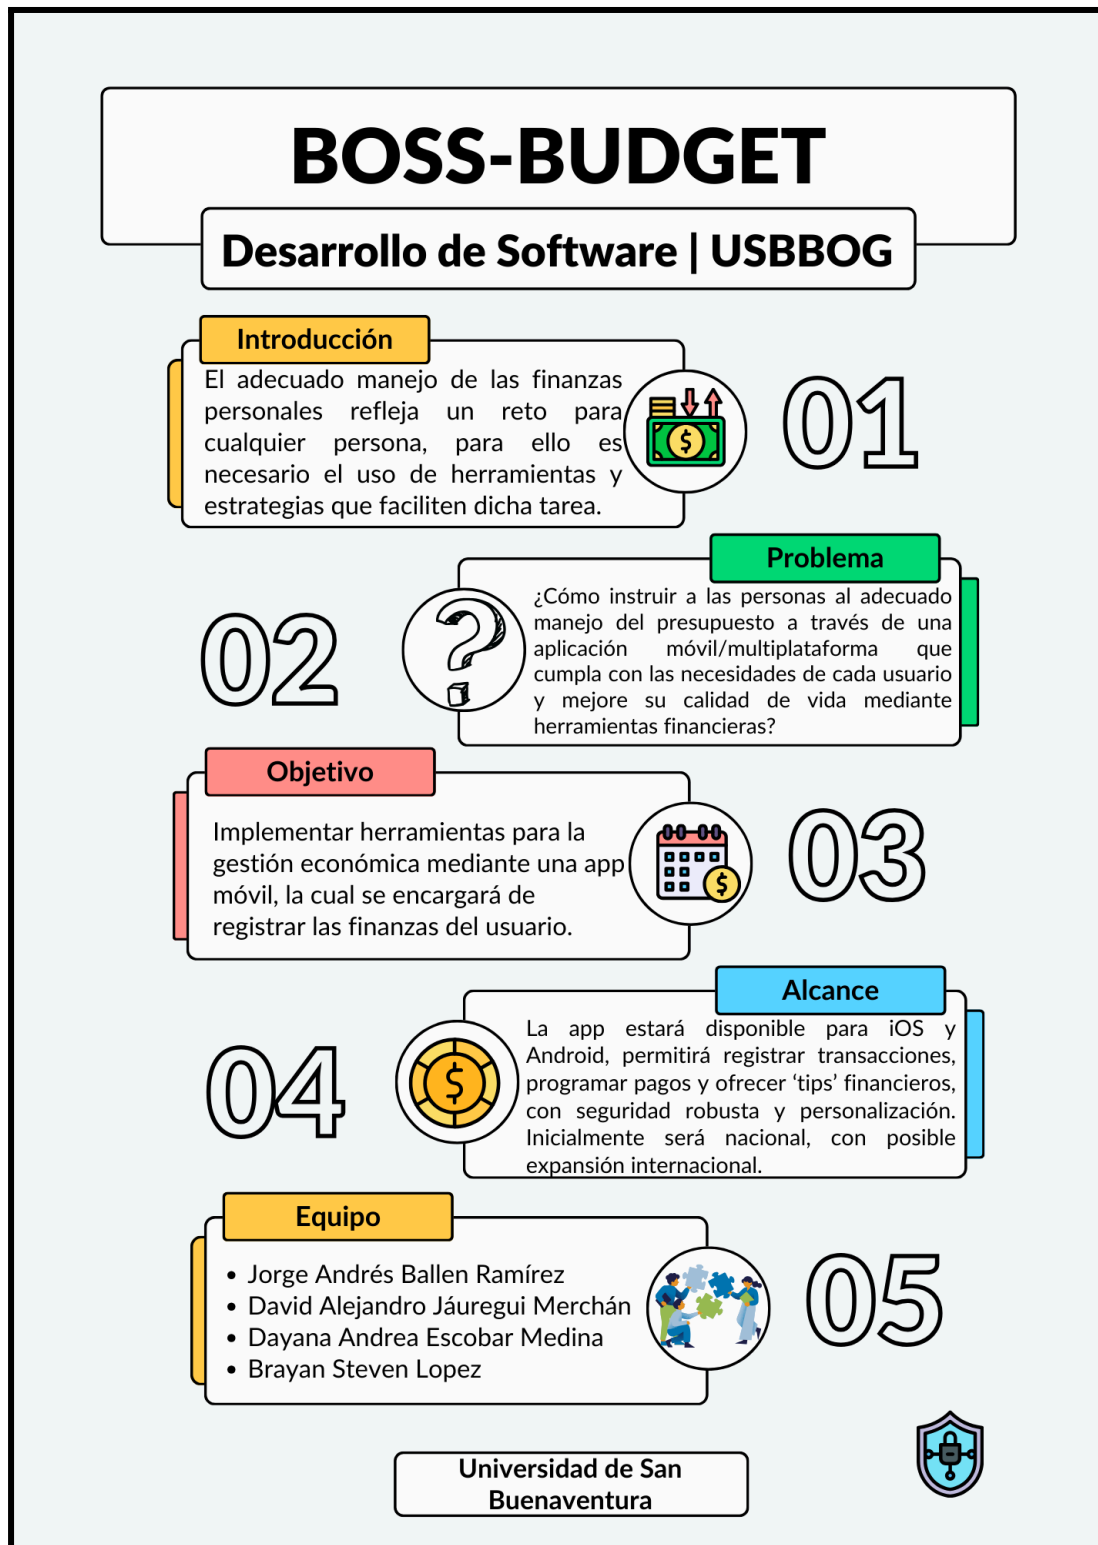 BOSS-BUDGET
Desarrollo de Software | USBBOG
Introducción
El adecuado manejo de las finanzas
personales refleja un reto para
cualquier persona, para ello es
necesario el uso de herramientas y
estrategias que faciliten dicha tarea.
01
Problema
¿Cómo instruir a las personas al adecuado
manejo del presupuesto a través de una
aplicación móvil/multiplataforma que
cumpla con las necesidades de cada usuario
y mejore su calidad de vida mediante
herramientas financieras?
02
Objetivo
Implementar herramientas para la
gestión económica mediante una app
móvil, la cual se encargará de
registrar las finanzas del usuario.
03
Alcance
La app estará disponible para iOS y
Android, permitirá registrar transacciones,
programar pagos y ofrecer ‘tips’ financieros,
con seguridad robusta y personalización.
Inicialmente será nacional, con posible
expansión internacional.
04
Equipo
• Jorge Andrés Ballen Ramírez
• David Alejandro Jáuregui Merchán
• Dayana Andrea Escobar Medina
• Brayan Steven Lopez
05
Universidad de San
Buenaventura